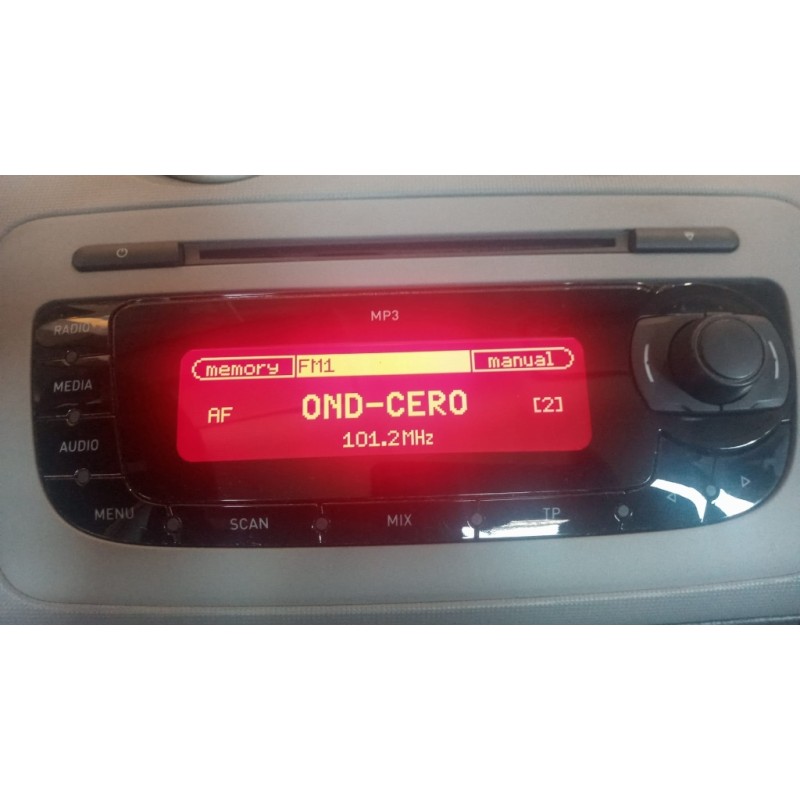 MP3
RADIO
MEDIA
AUDIO
memory FM1 manual
AF OND-CERO [2]
101.2MHz
MENU SCAN MIX TP